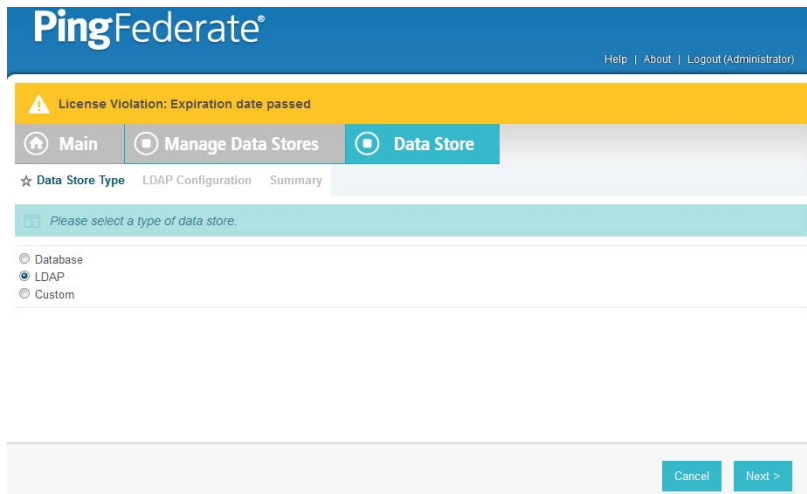 PingFederate®
Help | About | Logout (Administrator)
License Violation: Expiration date passed
Main Manage Data Stores Data Store
Data Store Type LDAP Configuration Summary
Please select a type of data store.
Database
LDAP
Custom
Cancel Next >